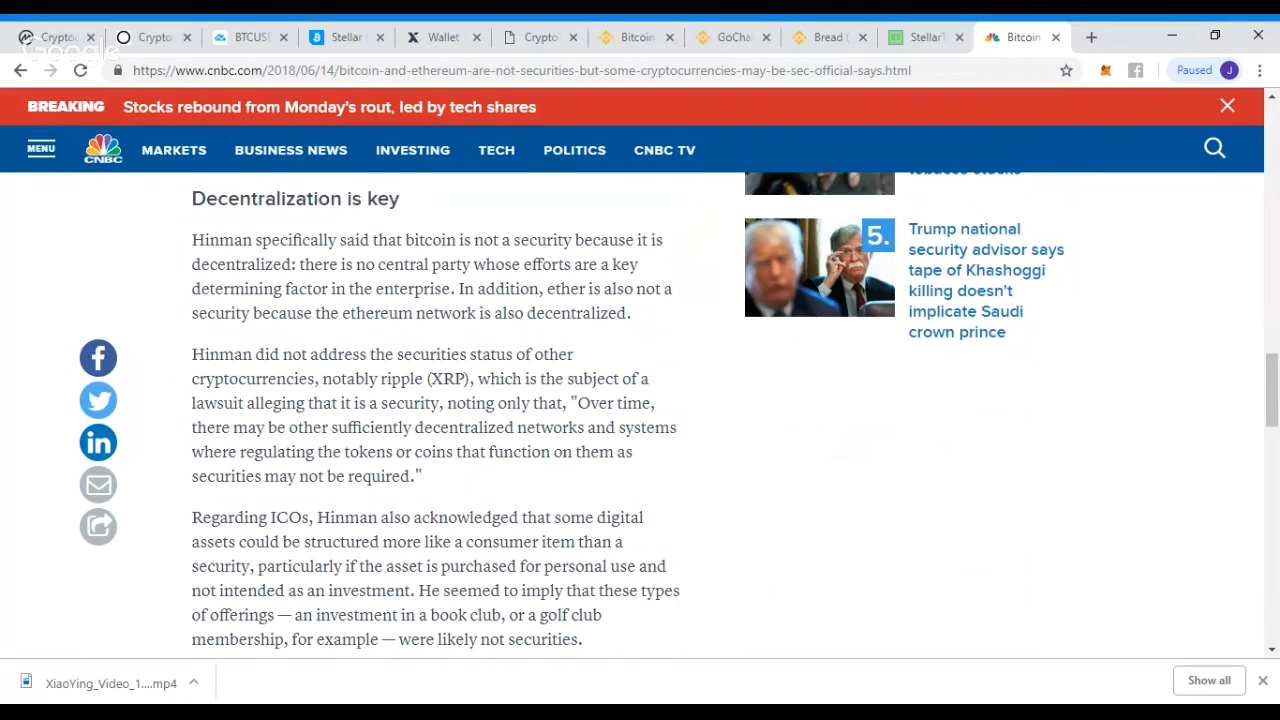 Crypto
Crypto
BTCUSD
Stellar
Wallet
Crypto
Bitcoin
GoCha
Bread (
StellarT
Bitcoin
Google
https://www.cnbc.com/2018/06/14/bitcoin-and-ethereum-are-not-securities-but-some-cryptocurrencies-may-be-sec-official-says.html
Paused
J
BREAKING Stocks rebound from Monday's rout, led by tech shares
MENU
CNBC
MARKETS
BUSINESS NEWS
INVESTING
TECH
POLITICS
CNBC TV
Decentralization is key
Hinman specifically said that bitcoin is not a security because it is
decentralized: there is no central party whose efforts are a key
determining factor in the enterprise. In addition, ether is also not a
security because the ethereum network is also decentralized.
Hinman did not address the securities status of other
cryptocurrencies, notably ripple (XRP), which is the subject of a
lawsuit alleging that it is a security, noting only that, "Over time,
there may be other sufficiently decentralized networks and systems
where regulating the tokens or coins that function on them as
securities may not be required."
Regarding ICOs, Hinman also acknowledged that some digital
assets could be structured more like a consumer item than a
security, particularly if the asset is purchased for personal use and
not intended as an investment. He seemed to imply that these types
of offerings — an investment in a book club, or a golf club
membership, for example — were likely not securities.
tobacco stocks
5.
Trump national
security advisor says
tape of Khashoggi
killing doesn't
implicate Saudi
crown prince
XiaoYing_Video_1....mp4
Show all